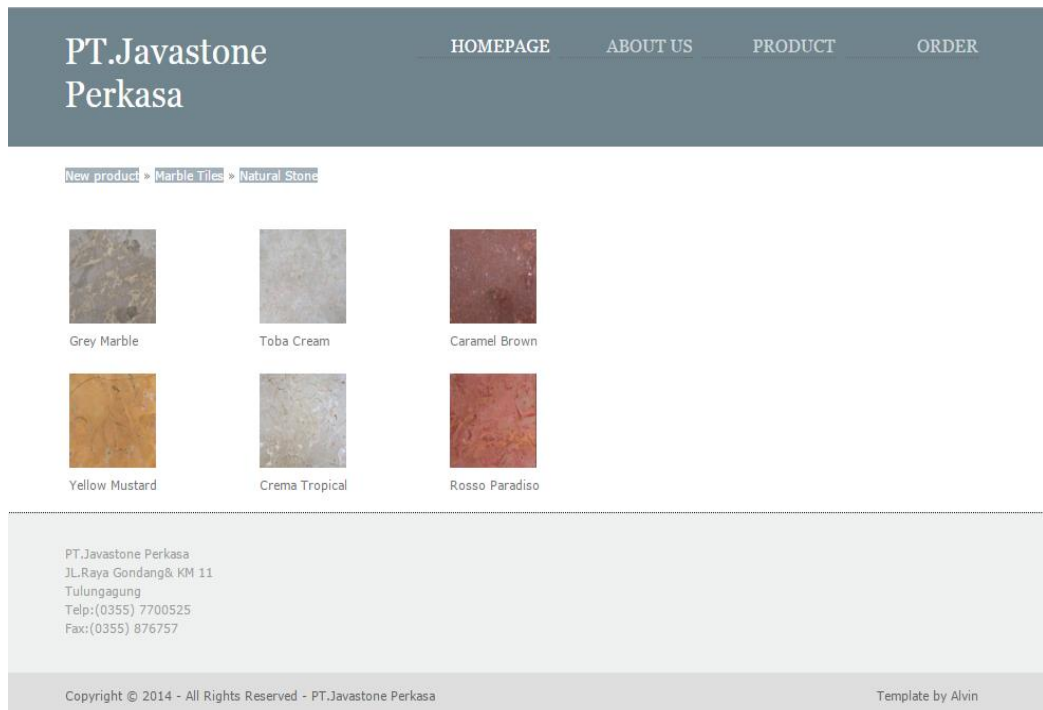 PT.Javastone
Perkasa
HOMEPAGE ABOUT US PRODUCT ORDER
New product » Marble Tiles » Natural Stone
Grey Marble Toba Cream Caramel Brown
Yellow Mustard Crema Tropical Rosso Paradiso
PT.Javastone Perkasa
JL.Raya Gondang& KM 11
Tulungagung
Telp:(0355) 7700525
Fax:(0355) 876757
Copyright © 2014 - All Rights Reserved - PT.Javastone Perkasa Template by Alvin